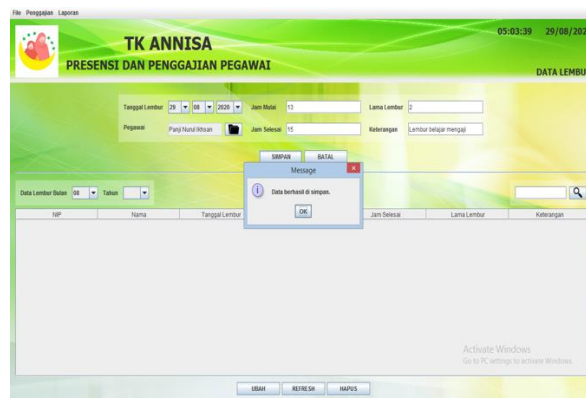 File Penggajian Laporan
05:03:39 29/08/202
TK ANNISA
PRESENSI DAN PENGGAJIAN PEGAWAI
DATA LEMBU
Tanggal Lembur 29 08 2020 Jam Mulai 13 Lama Lembur 2
Pegawai Panji Nurul Ikhsan Jam Selesai 15 Keterangan Lembur belajar mengaji
SIMPAN BATAL
Message
Data berhasil di simpan.
OK
Data Lembur Bulan 08 Tahun
NIP Nama Tanggal Lembur Jam Selesai Lama Lembur Keterangan
Activate Windows
Go to PC settings to activate Windows.
UBAH REFRESH HAPUS